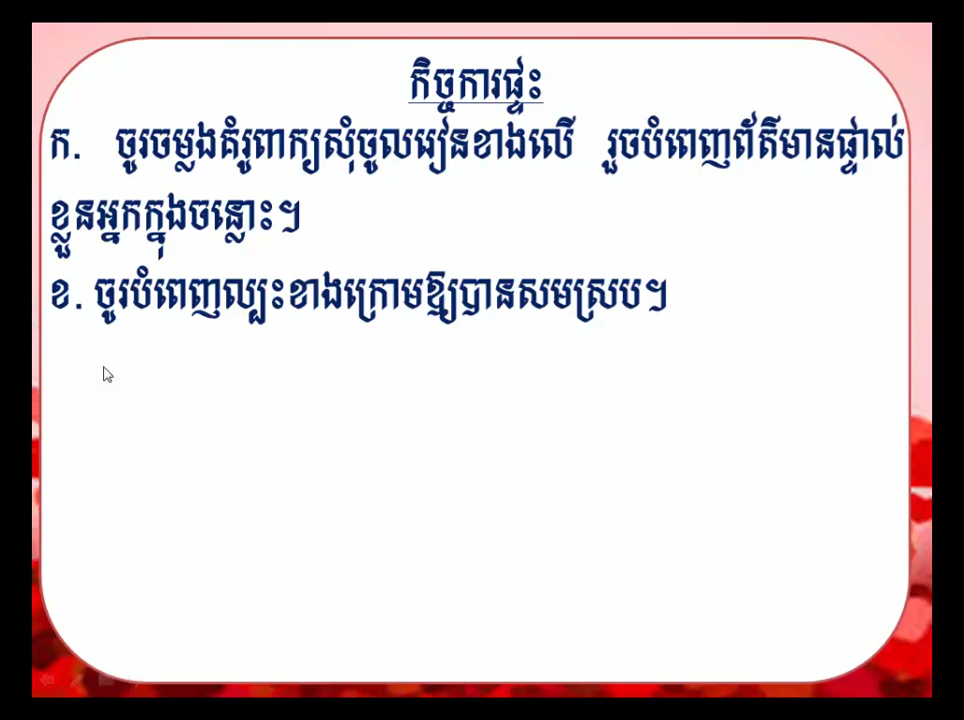 កិច្ចការផ្ទះ
ក. ចូរចម្លងគំរូពាក្យសុំចូលរៀនខាងលើ រួចបំពេញព័ត៌មានផ្ទាល់
ខ្លួនអ្នកក្នុងចន្លោះ។
ខ. ចូរបំពេញល្បះខាងក្រោមឱ្យបានសមស្រប។